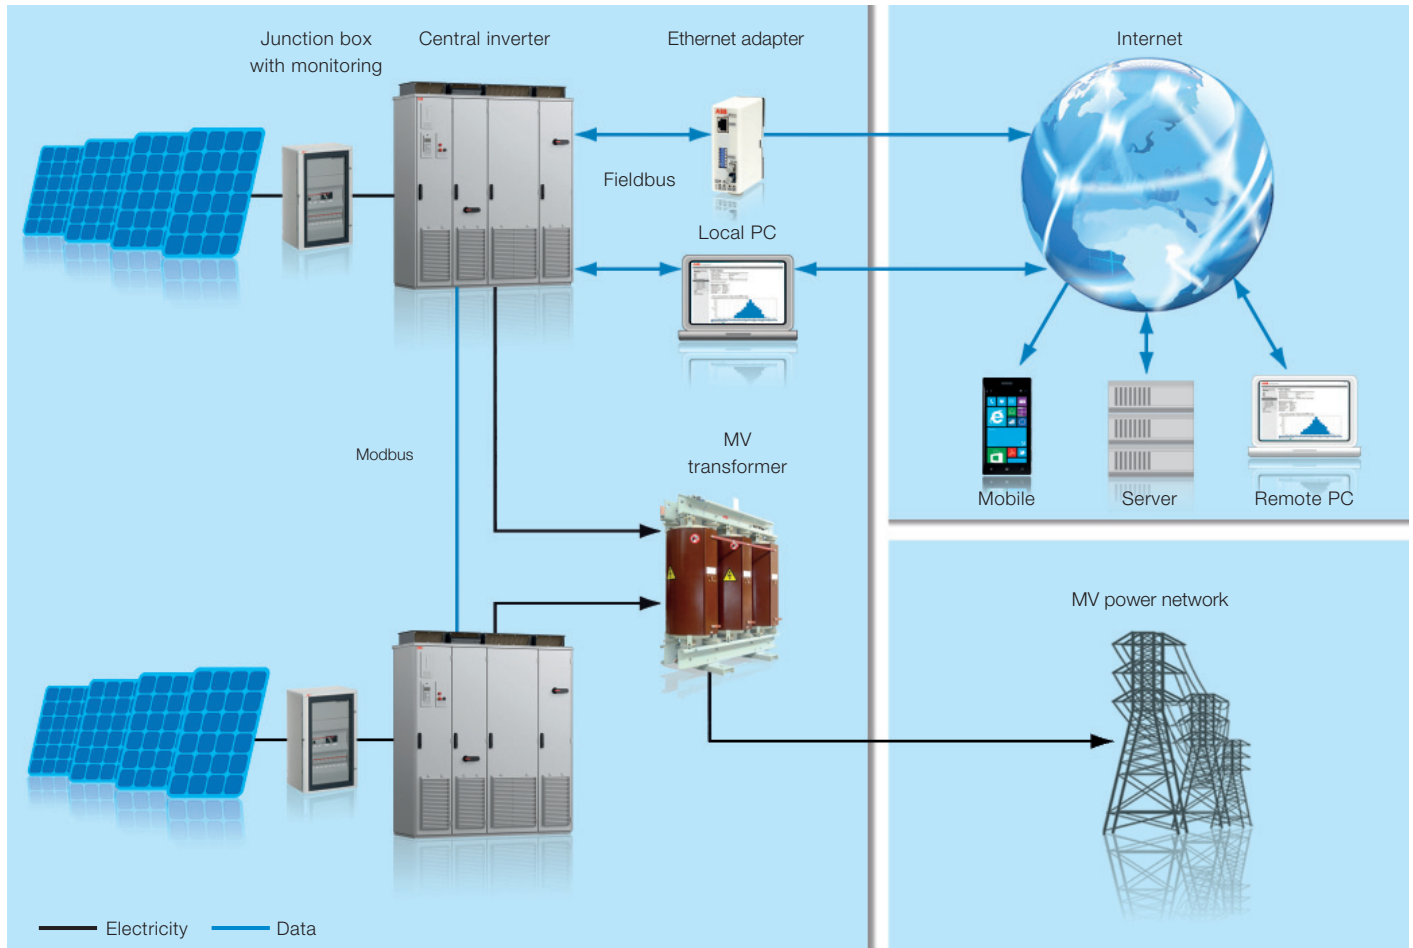 Junction box
with monitoring
Central inverter
Ethernet adapter
Internet
ABB
Fieldbus
Local PC
Modbus
MV
transformer
Mobile
Server
Remote PC
MV power network
Electricity
Data